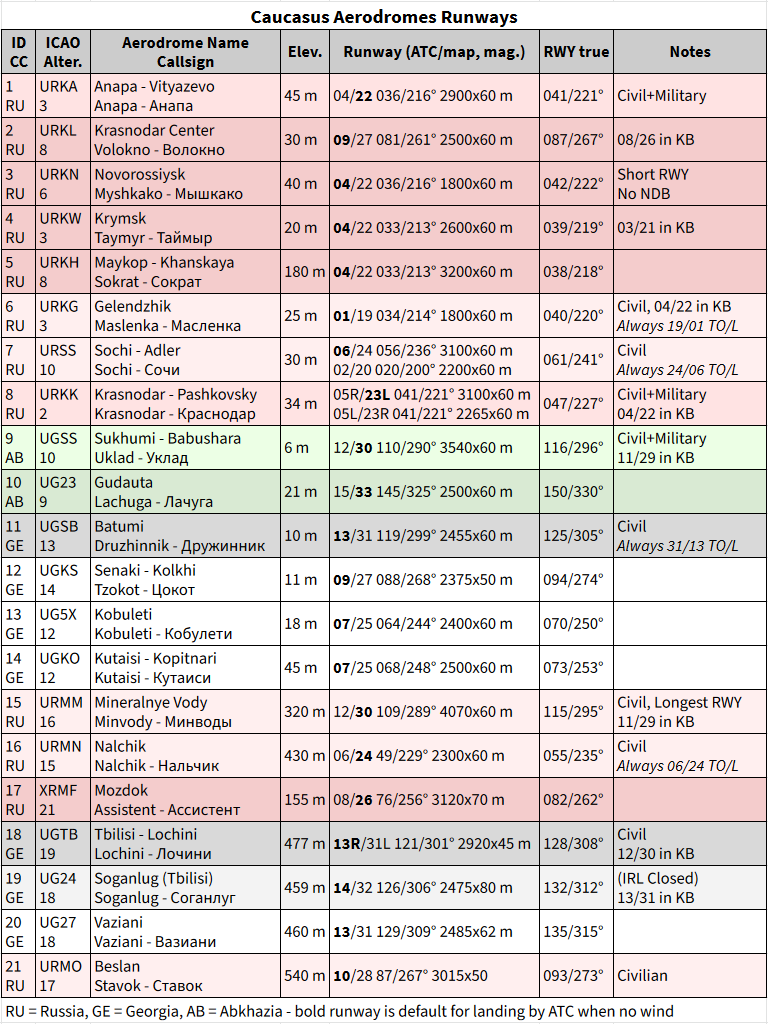 Caucasus Aerodromes Runways
ID ICAO Aerodrome Name Elev. Runway (ATC/map, mag.) RWY true Notes
CC Alter. Callsign
1 URKA Anapa - Vityazevo 45 m 04/22 036/216° 2900x60 m 041/221° Civil+Military
RU 3 Anapa - Анапа
2 URKL Krasnodar Center 30 m 09/27 081/261° 2500x60 m 087/267° 08/26 in KB
RU 8 Volokno - Волокно
3 URKN Novorossiysk 40 m 04/22 036/216° 1800x60 m 042/222° Short RWY
RU 6 Myshkako - Мышкако No NDB
4 URKW Krymsk 20 m 04/22 033/213° 2600x60 m 039/219° 03/21 in KB
RU 3 Taymyr - Таймыр
5 URKH Maykop - Khanskaya 180 m 04/22 033/213° 3200x60 m 038/218°
RU 8 Sokrat - Сократ
6 URKG Gelendzhik 25 m 01/19 034/214° 1800x60 m 040/220° Civil, 04/22 in KB
RU 3 Maslenka - Масленка Always 19/01 TO/L
7 URSS Sochi - Adler 30 m 06/24 056/236° 3100x60 m 061/241° Civil
RU 10 Sochi - Сочи 02/20 020/200° 2200x60 m Always 24/06 TO/L
8 URKK Krasnodar - Pashkovsky 34 m 05R/23L 041/221° 3100x60 m 047/227° Civil+Military
RU 2 Krasnodar - Краснодар 05L/23R 041/221° 2265x60 m 04/22 in KB
9 UGSS Sukhumi - Babushara 6 m 12/30 110/290° 3540x60 m 116/296° Civil+Military
AB 10 Uklad - Уклад 11/29 in KB
10 UG23 Gudauta 21 m 15/33 145/325° 2500x60 m 150/330°
AB 9 Lachuga - Лачуга
11 UGSB Batumi 10 m 13/31 119/299° 2455x60 m 125/305° Civil
GE 13 Druzhinnik - Дружинник Always 31/13 TO/L
12 UGKS Senaki - Kolkhi 11 m 09/27 088/268° 2375x50 m 094/274°
GE 14 Tzokot - Цокот
13 UG5X Kobuleti 18 m 07/25 064/244° 2400x60 m 070/250°
GE 12 Kobuleti - Кобулети
14 UGKO Kutaisi - Kopitnari 45 m 07/25 068/248° 2500x60 m 073/253°
GE 12 Kutaisi - Кутаиси
15 URMM Mineralnye Vody 320 m 12/30 109/289° 4070x60 m 115/295° Civil, Longest RWY
RU 16 Minvody - Минводы 11/29 in KB
16 URMN Nalchik 430 m 06/24 49/229° 2300x60 m 055/235° Civil
RU 15 Nalchik - Нальчик Always 06/24 TO/L
17 XRMF Mozdok 155 m 08/26 76/256° 3120x70 m 082/262°
RU 21 Assistent - Ассистент
18 UGTB Tbilisi - Lochini 477 m 13R/31L 121/301° 2920x45 m 128/308° Civil
GE 19 Lochini - Лочини 12/30 in KB
19 UG24 Soganlug (Tbilisi) 459 m 14/32 126/306° 2475x80 m 132/312° (IRL Closed)
GE 18 Soganlug - Соганлуг 13/31 in KB
20 UG27 Vaziani 460 m 13/31 129/309° 2485x62 m 135/315°
GE 18 Vaziani - Вазиани
21 URMO Beslan 540 m 10/28 87/267° 3015x50 093/273° Civilian
RU 17 Stavok - Ставок
RU = Russia, GE = Georgia, AB = Abkhazia - bold runway is default for landing by ATC when no wind